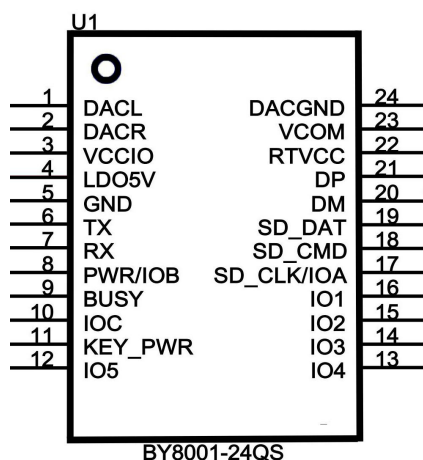 U1
1 DACL DACGND 24
2 DACR VCOM 23
3 VCCIO RTVCC 22
4 LDO5V DP 21
5 GND DM 20
6 TX SD_DAT 19
7 RX SD_CMD 18
8 PWR/IOB SD_CLK/IOA 17
9 BUSY IO1 16
10 IOC IO2 15
11 KEY_PWR IO3 14
12 IO5 IO4 13
BY8001-24QS